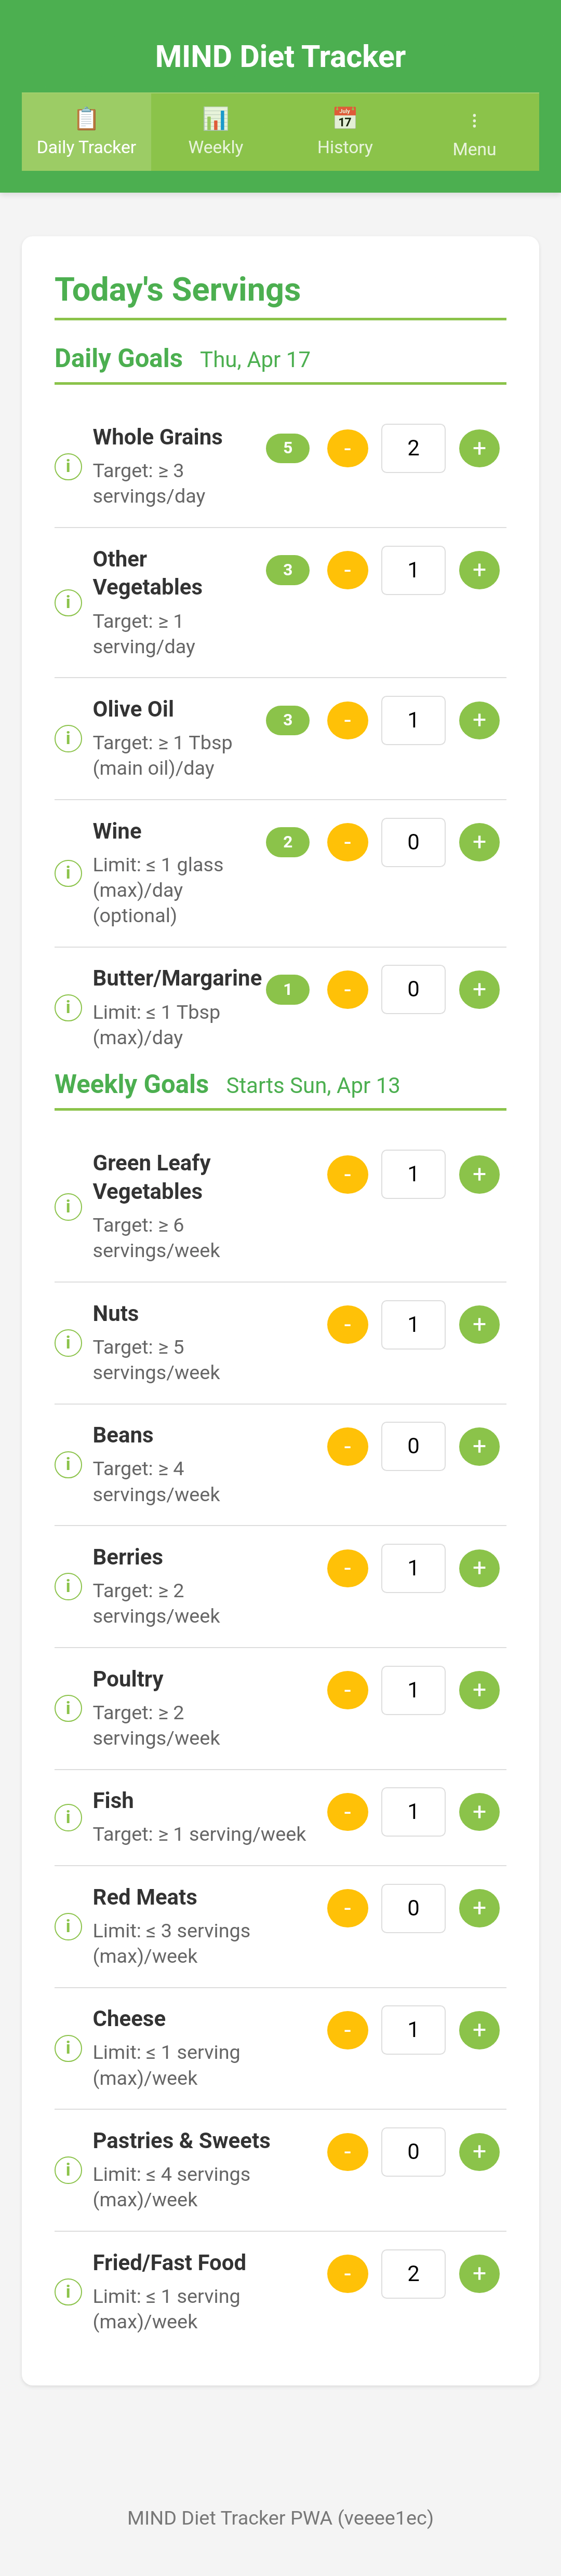 MIND Diet Tracker
Daily Tracker
Weekly
July
17
History
⋮
Menu
Today's Servings
Daily Goals Thu, Apr 17
i
Whole Grains
Target: ≥ 3
servings/day
5 - 2 +
i
Other
Vegetables
Target: ≥ 1
serving/day
3 - 1 +
i
Olive Oil
Target: ≥ 1 Tbsp
(main oil)/day
3 - 1 +
i
Wine
Limit: ≤ 1 glass
(max)/day
(optional)
2 - 0 +
i
Butter/Margarine
Limit: ≤ 1 Tbsp
(max)/day
1 - 0 +
Weekly Goals Starts Sun, Apr 13
i
Green Leafy
Vegetables
Target: ≥ 6
servings/week
- 1 +
i
Nuts
Target: ≥ 5
servings/week
- 1 +
i
Beans
Target: ≥ 4
servings/week
- 0 +
i
Berries
Target: ≥ 2
servings/week
- 1 +
i
Poultry
Target: ≥ 2
servings/week
- 1 +
i
Fish
Target: ≥ 1 serving/week
- 1 +
i
Red Meats
Limit: ≤ 3 servings
(max)/week
- 0 +
i
Cheese
Limit: ≤ 1 serving
(max)/week
- 1 +
i
Pastries & Sweets
Limit: ≤ 4 servings
(max)/week
- 0 +
i
Fried/Fast Food
Limit: ≤ 1 serving
(max)/week
- 2 +
MIND Diet Tracker PWA (veeee1ec)